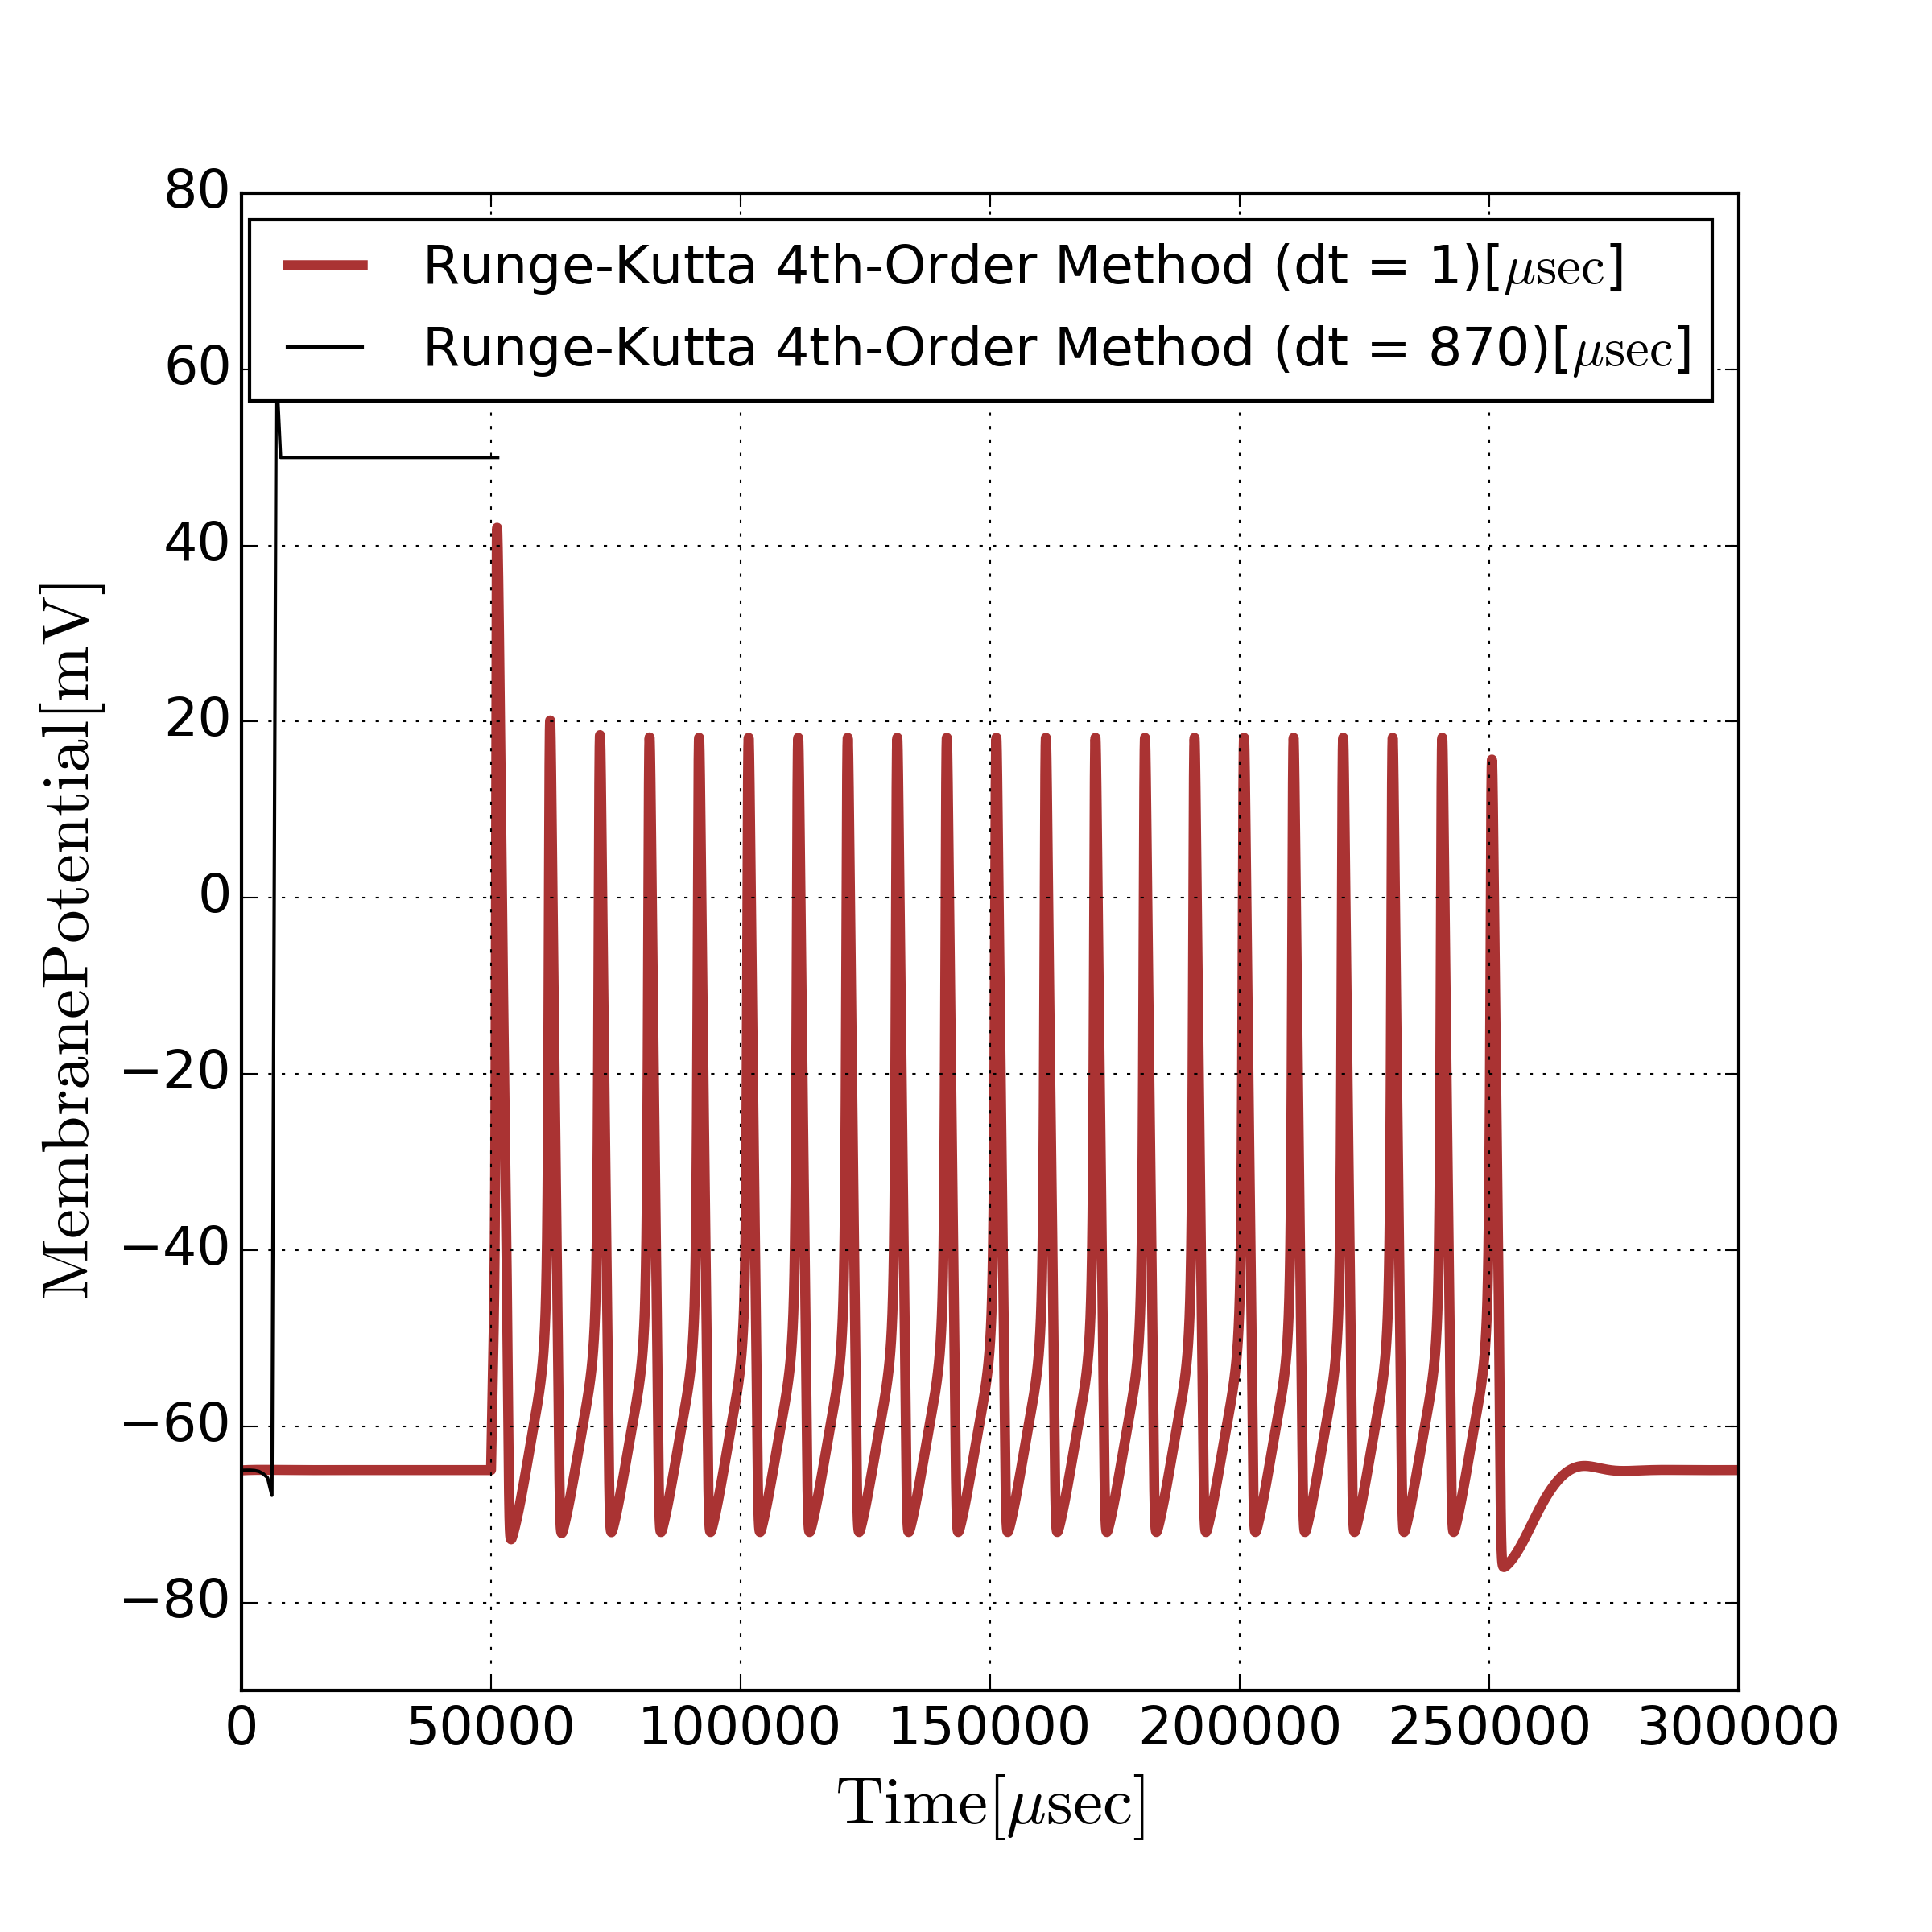 80
60
40
20
0
−20
−40
−60
−80
Runge-Kutta 4th-Order Method (dt = 1)[μsec]
Runge-Kutta 4th-Order Method (dt = 870)[μsec]
MembranePotential[mV]
0 50000 100000 150000 200000 250000 300000
Time[μsec]